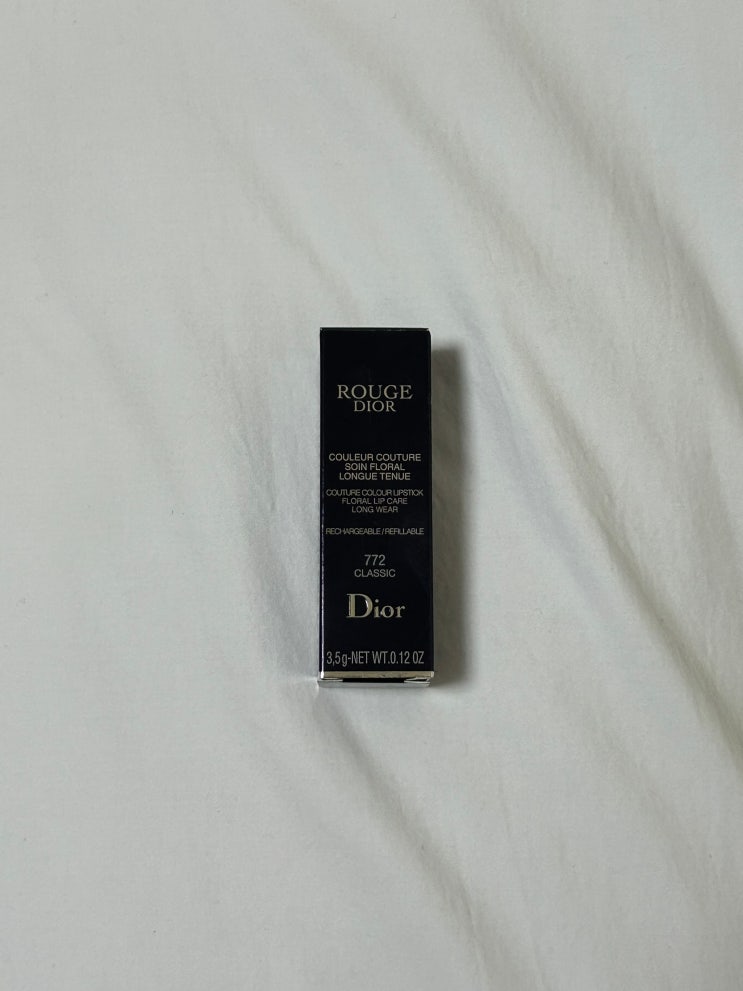 ROUGE
DIOR
COULEUR COUTURE
SOIN FLORAL
LONGUE TENUE
COUTURE COLOUR LIPSTICK
FLORAL LIP CARE
LONG WEAR
RECHARGEABLE/REFILLABLE
772
CLASSIC
Dior
3,5g-NET WT.0.12 OZ